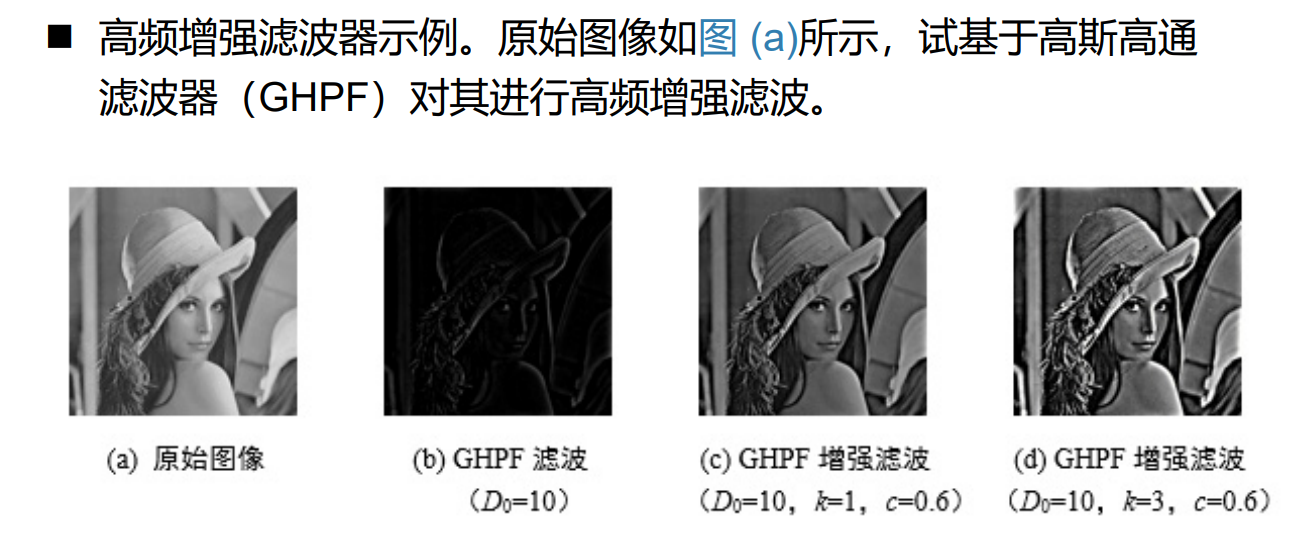 ■ 高频增强滤波器示例。原始图像如图 (a)所示，试基于高斯高通
滤波器（GHPF）对其进行高频增强滤波。
(a) 原始图像
(b) GHPF 滤波
（D₀=10）
(c) GHPF 增强滤波
（D₀=10，k=1，c=0.6）
(d) GHPF 增强滤波
（D₀=10，k=3，c=0.6）